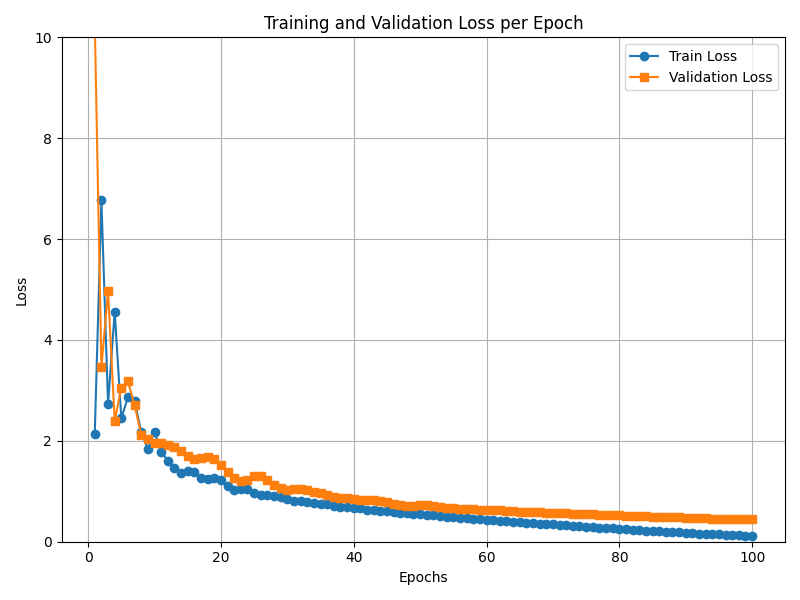 Training and Validation Loss per Epoch
Train Loss
Validation Loss
10
8
6
4
2
0
Loss
0 20 40 60 80 100
Epochs